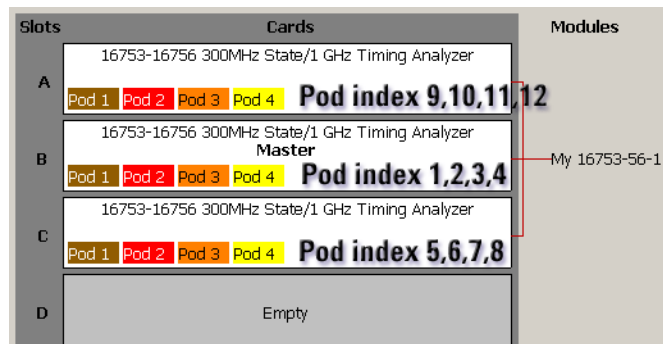 Slots Cards Modules
16753-16756 300MHz State/1 GHz Timing Analyzer
A
Pod 1 Pod 2 Pod 3 Pod 4 Pod index 9,10,11,12
16753-16756 300MHz State/1 GHz Timing Analyzer
Master
B My 16753-56-1
Pod 1 Pod 2 Pod 3 Pod 4 Pod index 1,2,3,4
16753-16756 300MHz State/1 GHz Timing Analyzer
C
Pod 1 Pod 2 Pod 3 Pod 4 Pod index 5,6,7,8
D Empty